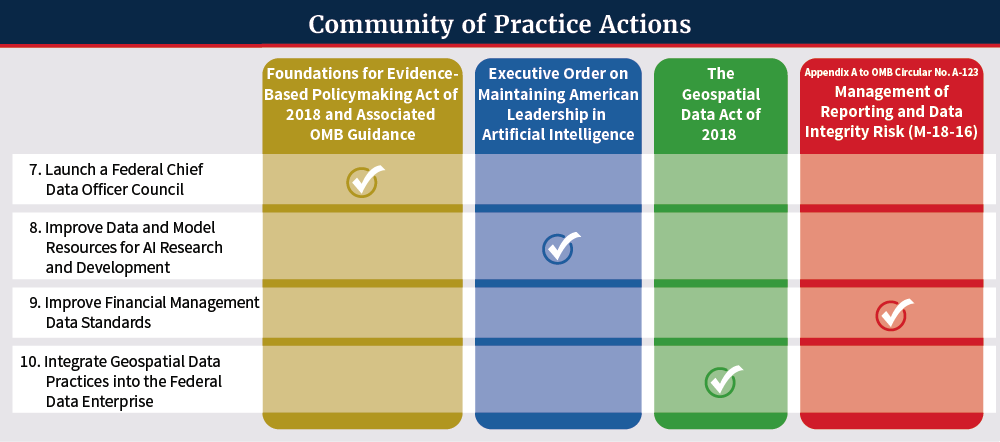 Community of Practice Actions
Foundations for Evidence-
Based Policymaking Act of
2018 and Associated
OMB Guidance
Executive Order on
Maintaining American
Leadership in
Artificial Intelligence
The
Geospatial
Data Act of
2018
Appendix A to OMB Circular No. A-123
Management of
Reporting and Data
Integrity Risk (M-18-16)
7. Launch a Federal Chief
Data Officer Council
8. Improve Data and Model
Resources for AI Research
and Development
9. Improve Financial Management
Data Standards
10. Integrate Geospatial Data
Practices into the Federal
Data Enterprise